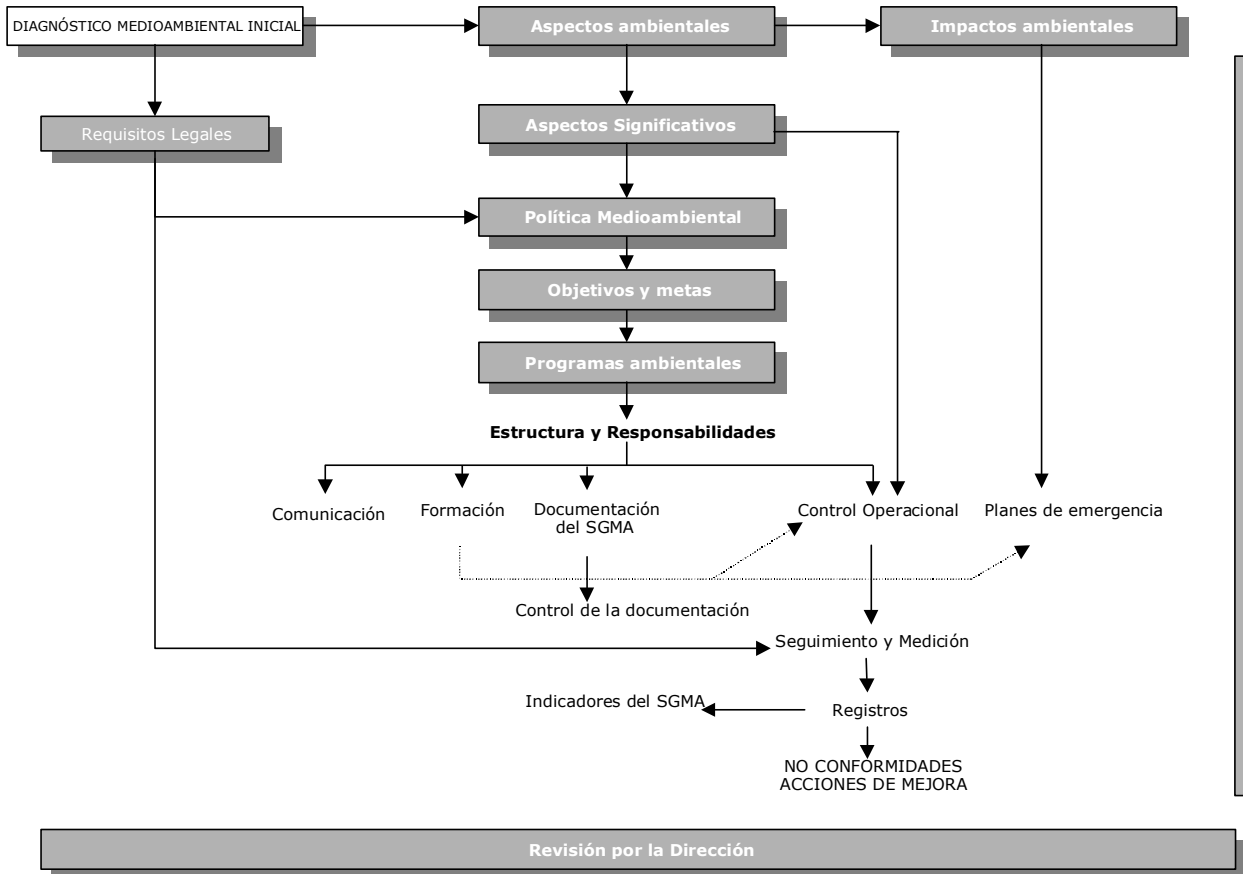 DIAGNÓSTICO MEDIOAMBIENTAL INICIAL
Aspectos ambientales
Impactos ambientales
Requisitos Legales
Aspectos Significativos
Política Medioambiental
Objetivos y metas
Programas ambientales
Estructura y Responsabilidades
Comunicación
Formación
Documentación
del SGMA
Control Operacional
Planes de emergencia
Control de la documentación
Seguimiento y Medición
Indicadores del SGMA
Registros
NO CONFORMIDADES
ACCIONES DE MEJORA
Revisión por la Dirección